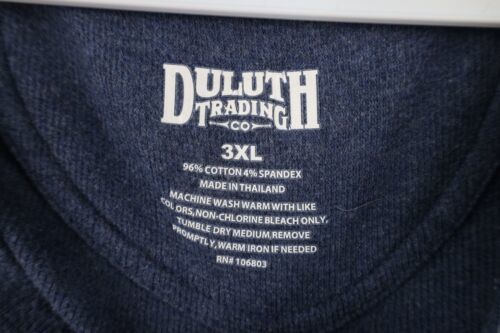 DULUTH
TRADING
CO
3XL
96% COTTON 4% SPANDEX
MADE IN THAILAND
MACHINE WASH WARM WITH LIKE
COLORS, NON-CHLORINE BLEACH ONLY,
TUMBLE DRY MEDIUM, REMOVE
PROMPTLY, WARM IRON IF NEEDED
RN# 106803